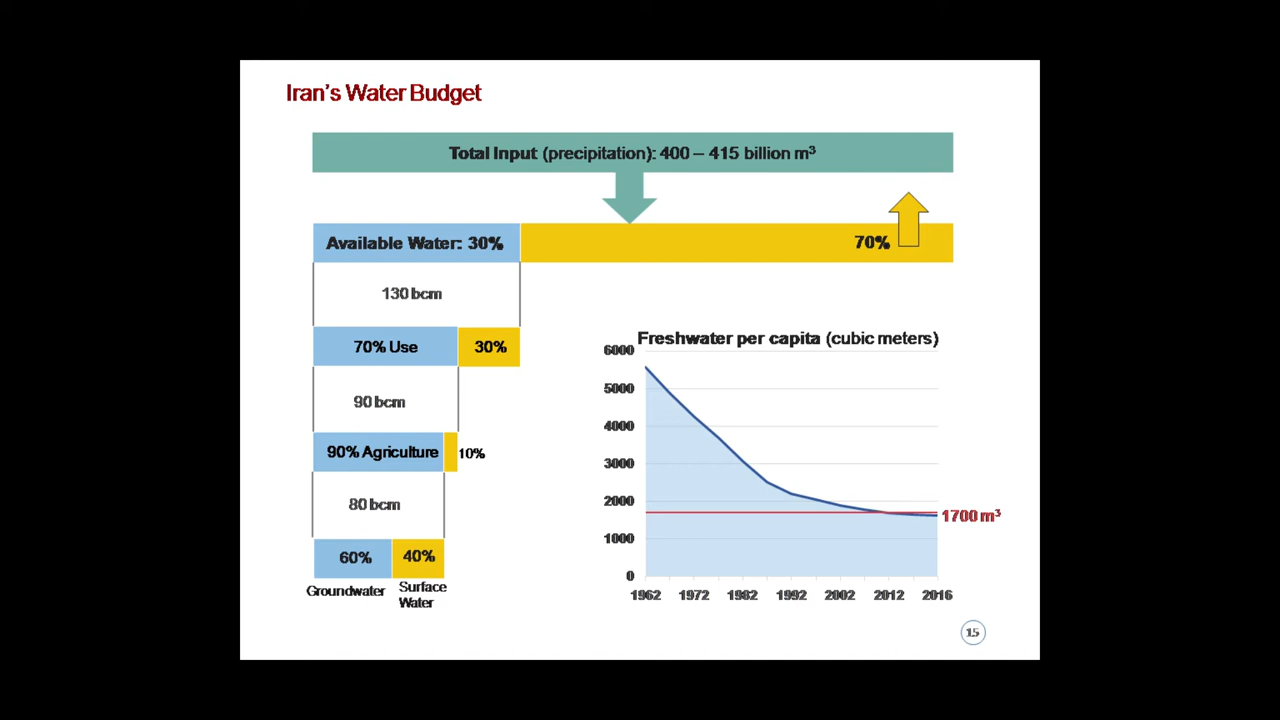 Iran's Water Budget
Total Input (precipitation): 400 – 415 billion m³
Available Water: 30%
70%
130 bcm
70% Use
30%
90 bcm
90% Agriculture
10%
80 bcm
60%
40%
Groundwater
Surface
Water
Freshwater per capita (cubic meters)
6000
5000
4000
3000
2000
1000
0
1700 m³
1962 1972 1982 1992 2002 2012 2016
15